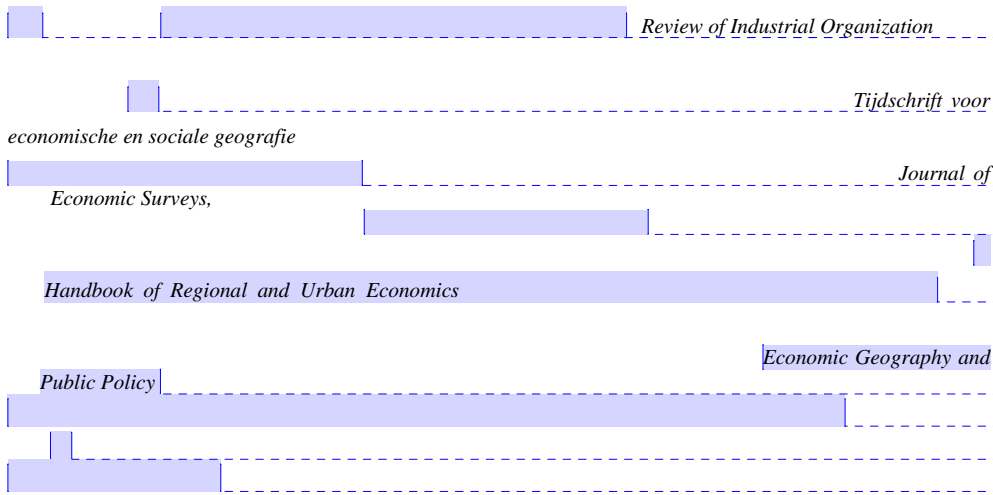 Review of Industrial Organization
Tijdschrift voor
economische en sociale geografie
Journal of
Economic Surveys,
Handbook of Regional and Urban Economics
Economic Geography and
Public Policy